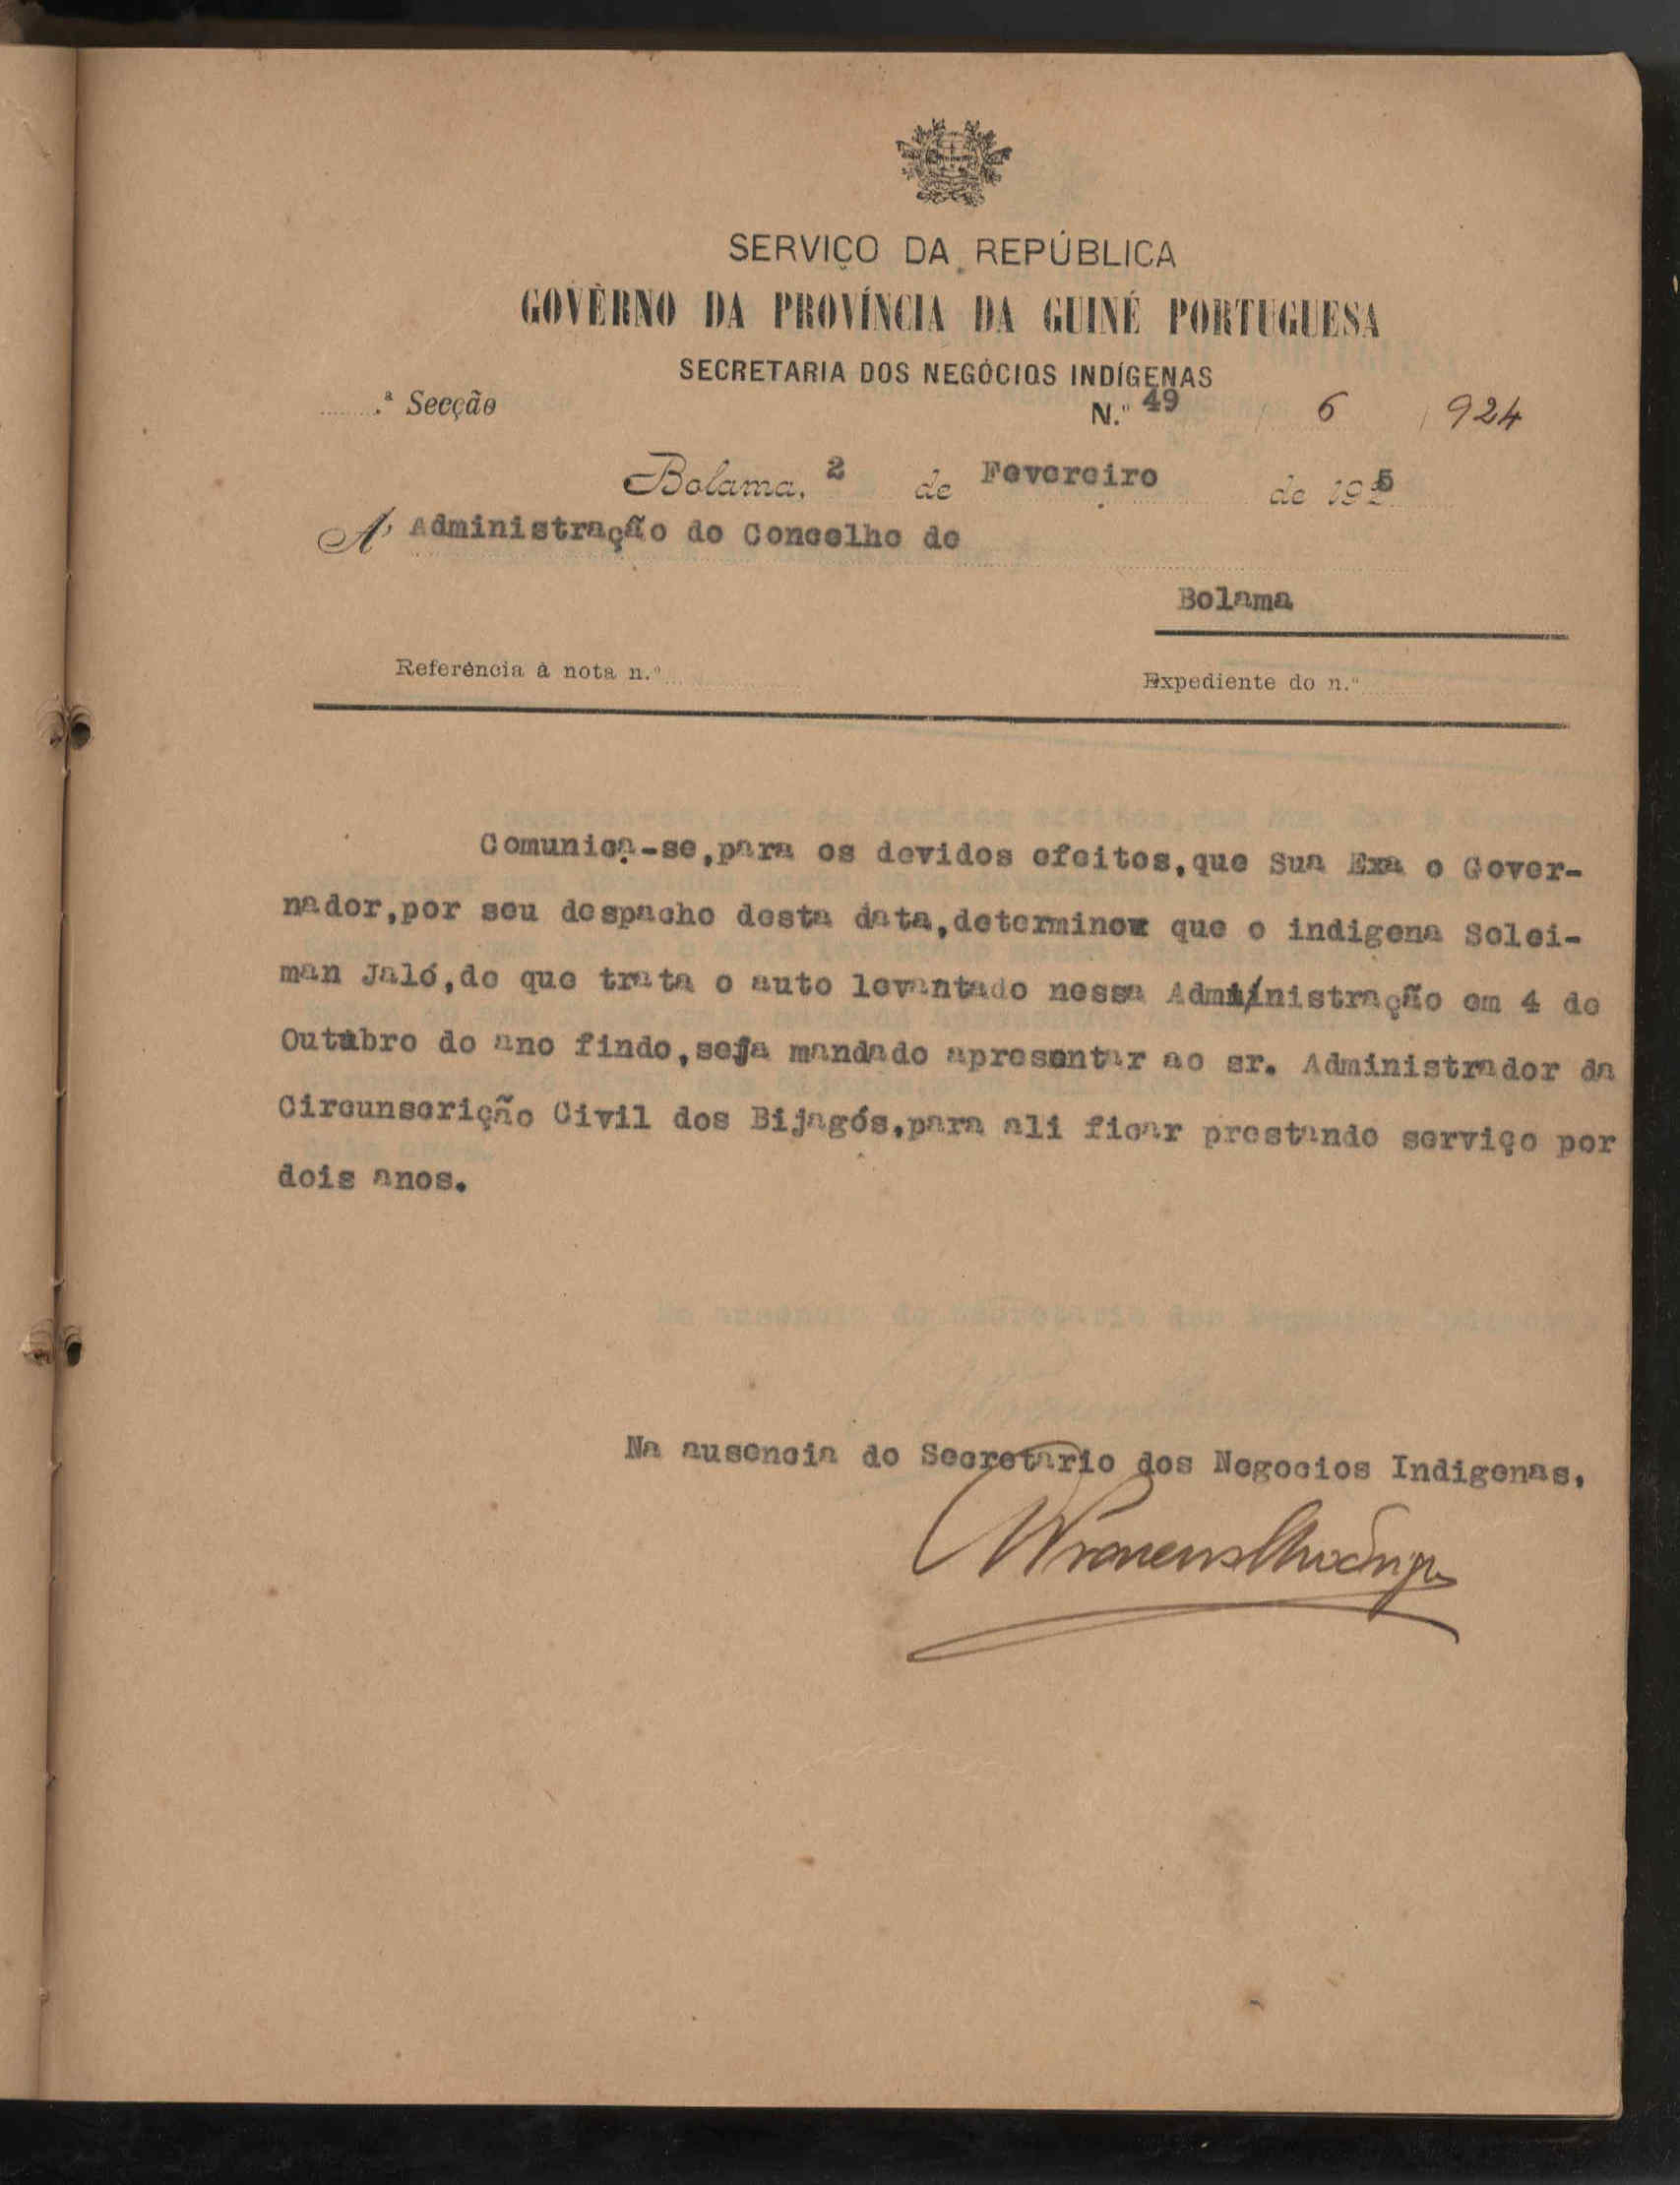 SERVIÇO DA REPÚBLICA
GOVÊRNO DA PROVÍNCIA DA GUINÉ PORTUGUESA
SECRETARIA DOS NEGÓCIOS INDÍGENAS
.ª Secção
N.º 49 / 6 / 924
Bolama, 2 de Fevereiro de 1925
A' Administração do Concelho de
Bolama
Referência à nota n.º
Expediente do n.º
Comunica-se,para os devidos efeitos,que Sua Exa o Gover-
nador,por seu despacho desta data,determinou que o indigena Solei-
man Jaló,de que trata o auto levantado nessa Administração em 4 de
Outubro do ano findo,seja mandado apresentar ao sr. Administrador da
Circunscrição Civil dos Bijagós,para ali ficar prestando serviço por
dois anos.
Na ausencia do Secretario dos Negocios Indigenas,